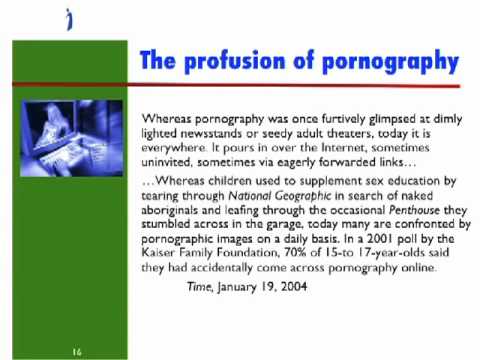 The profusion of pornography
Whereas pornography was once furtively glimpsed at dimly
lighted newsstands or seedy adult theaters, today it is
everywhere. It pours in over the Internet, sometimes
uninvited, sometimes via eagerly forwarded links…
…Whereas children used to supplement sex education by
tearing through National Geographic in search of naked
aboriginals and leafing through the occasional Penthouse they
stumbled across in the garage, today many are confronted by
pornographic images on a daily basis. In a 2001 poll by the
Kaiser Family Foundation, 70% of 15-to 17-year-olds said
they had accidentally come across pornography online.
Time, January 19, 2004
16